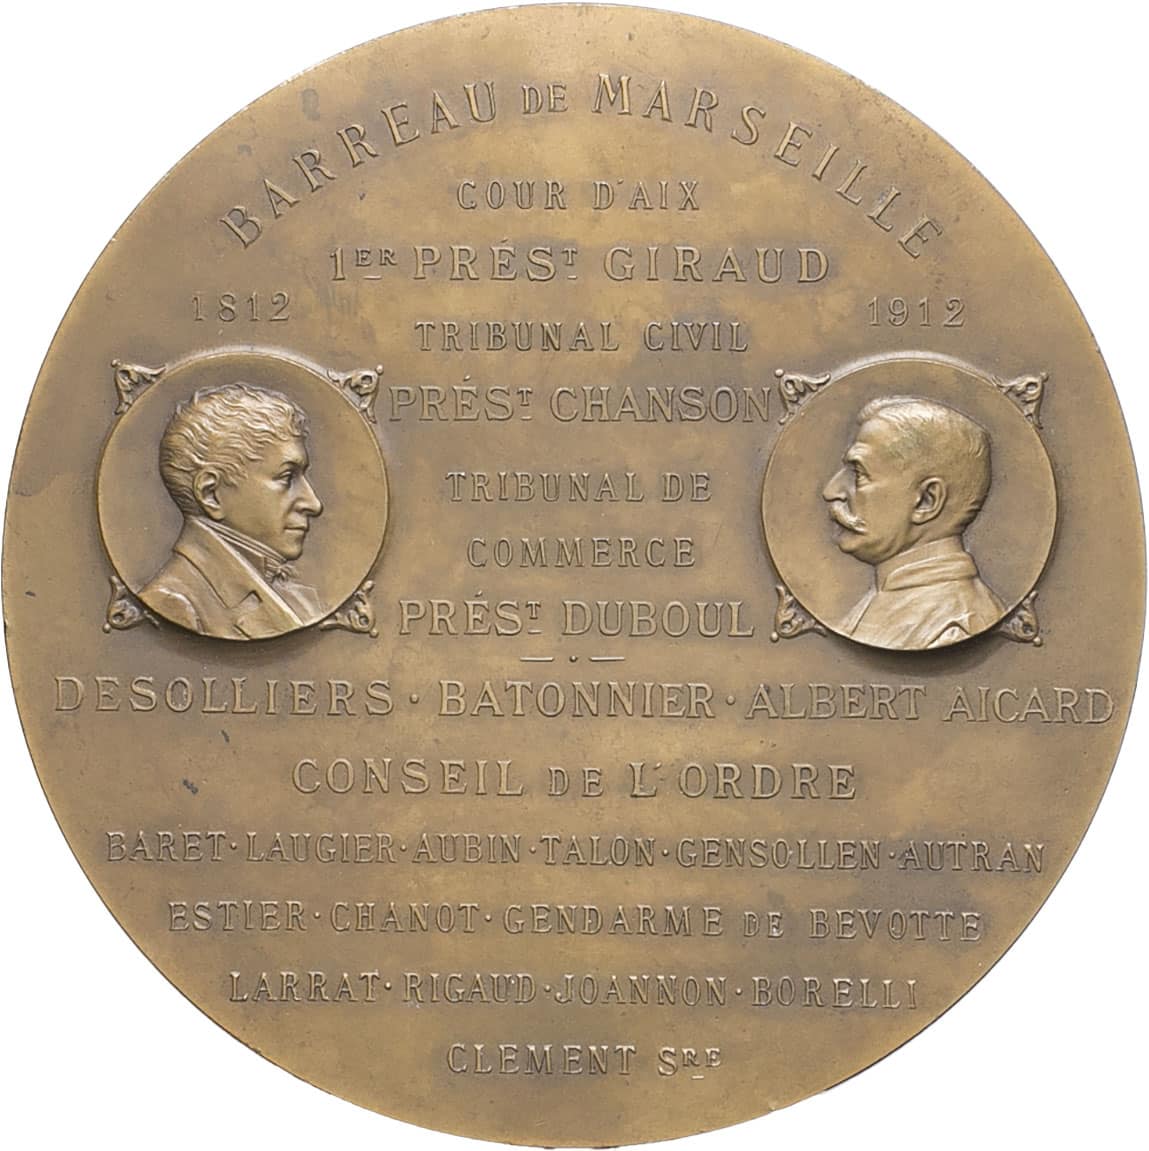 BARREAU DE MARSEILLE
COUR D'AIX
1ER PRÉST GIRAUD
1812
1912
TRIBUNAL CIVIL
PRÉST CHANSON
TRIBUNAL DE
COMMERCE
PRÉST DUBOUL
DESOLLIERS · BATONNIER · ALBERT AICARD
CONSEIL DE L'ORDRE
BARET · LAUGIER · AUBIN · TALON · GENSOLLEN · AUTRAN
ESTIER · CHANOT · GENDARME DE BEVOTTE
LARRAT · RIGAUD · JOANNON · BORELLI
CLEMENT SRE